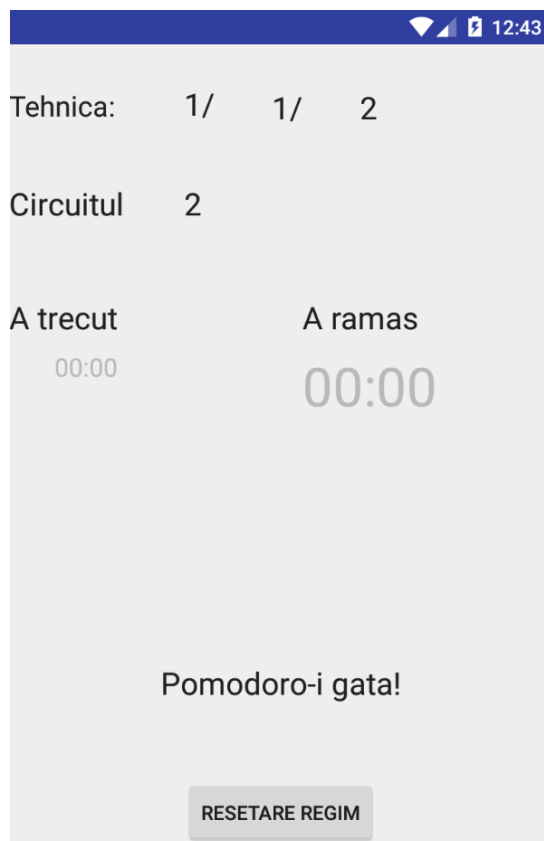 12:43
Tehnica: 1/ 1/ 2
Circuitul 2
A trecut A ramas
00:00 00:00
Pomodoro-i gata!
RESETARE REGIM